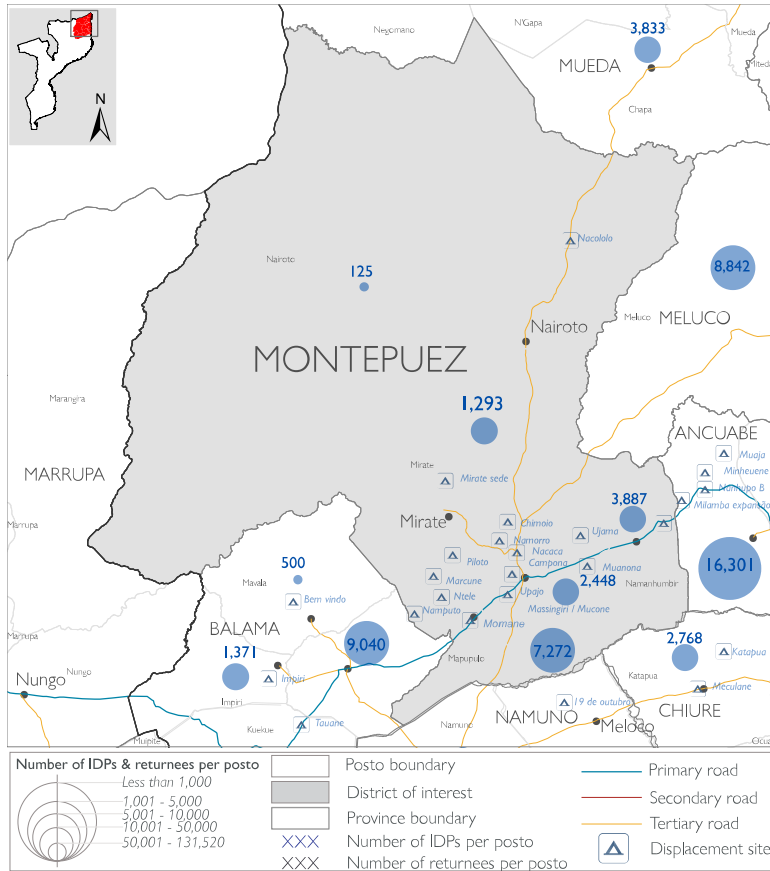 N
Negomano
N'Gapa
Mueda
3,833
MUEDA
Miteda
Chapa
Nacololo
Nairoto
125
8,842
Nairoto
Meluco
MELUCO
MONTEPUEZ
Marangira
1,293
ANCUABE
Muaja
MARRUPA
Mirate
Minheuene
Mirate sede
Nanhupo B
Milamba expansão
3,887
Mirate
Chimoio
Marrupa
Ujama
Namorro
Nacaca
Piloto
Campona
16,301
500
Muanona
Marcune
2,448
Mavala
Namanhumbir
Bem vindo
Ntele
Upajo
Massingiri / Mucone
Namputo
Momane
BALAMA
Marrupa
9,040
2,768
1,371
7,272
Katapua
Mapupulo
Nungo
Nungo
Impiri
Katapua
Meculane
Impiri
19 de outubro
CHIURE
NAMUNO
Tauane
Kuekue
Namuno
Meloco
Muipite
Ocu
Number of IDPs & returnees per posto
Less than 1,000
1,001 - 5,000
5,001 - 10,000
10,001 - 50,000
50,001 - 131,520
Posto boundary
District of interest
Province boundary
XXX Number of IDPs per posto
XXX Number of returnees per posto
Primary road
Secondary road
Tertiary road
Displacement site